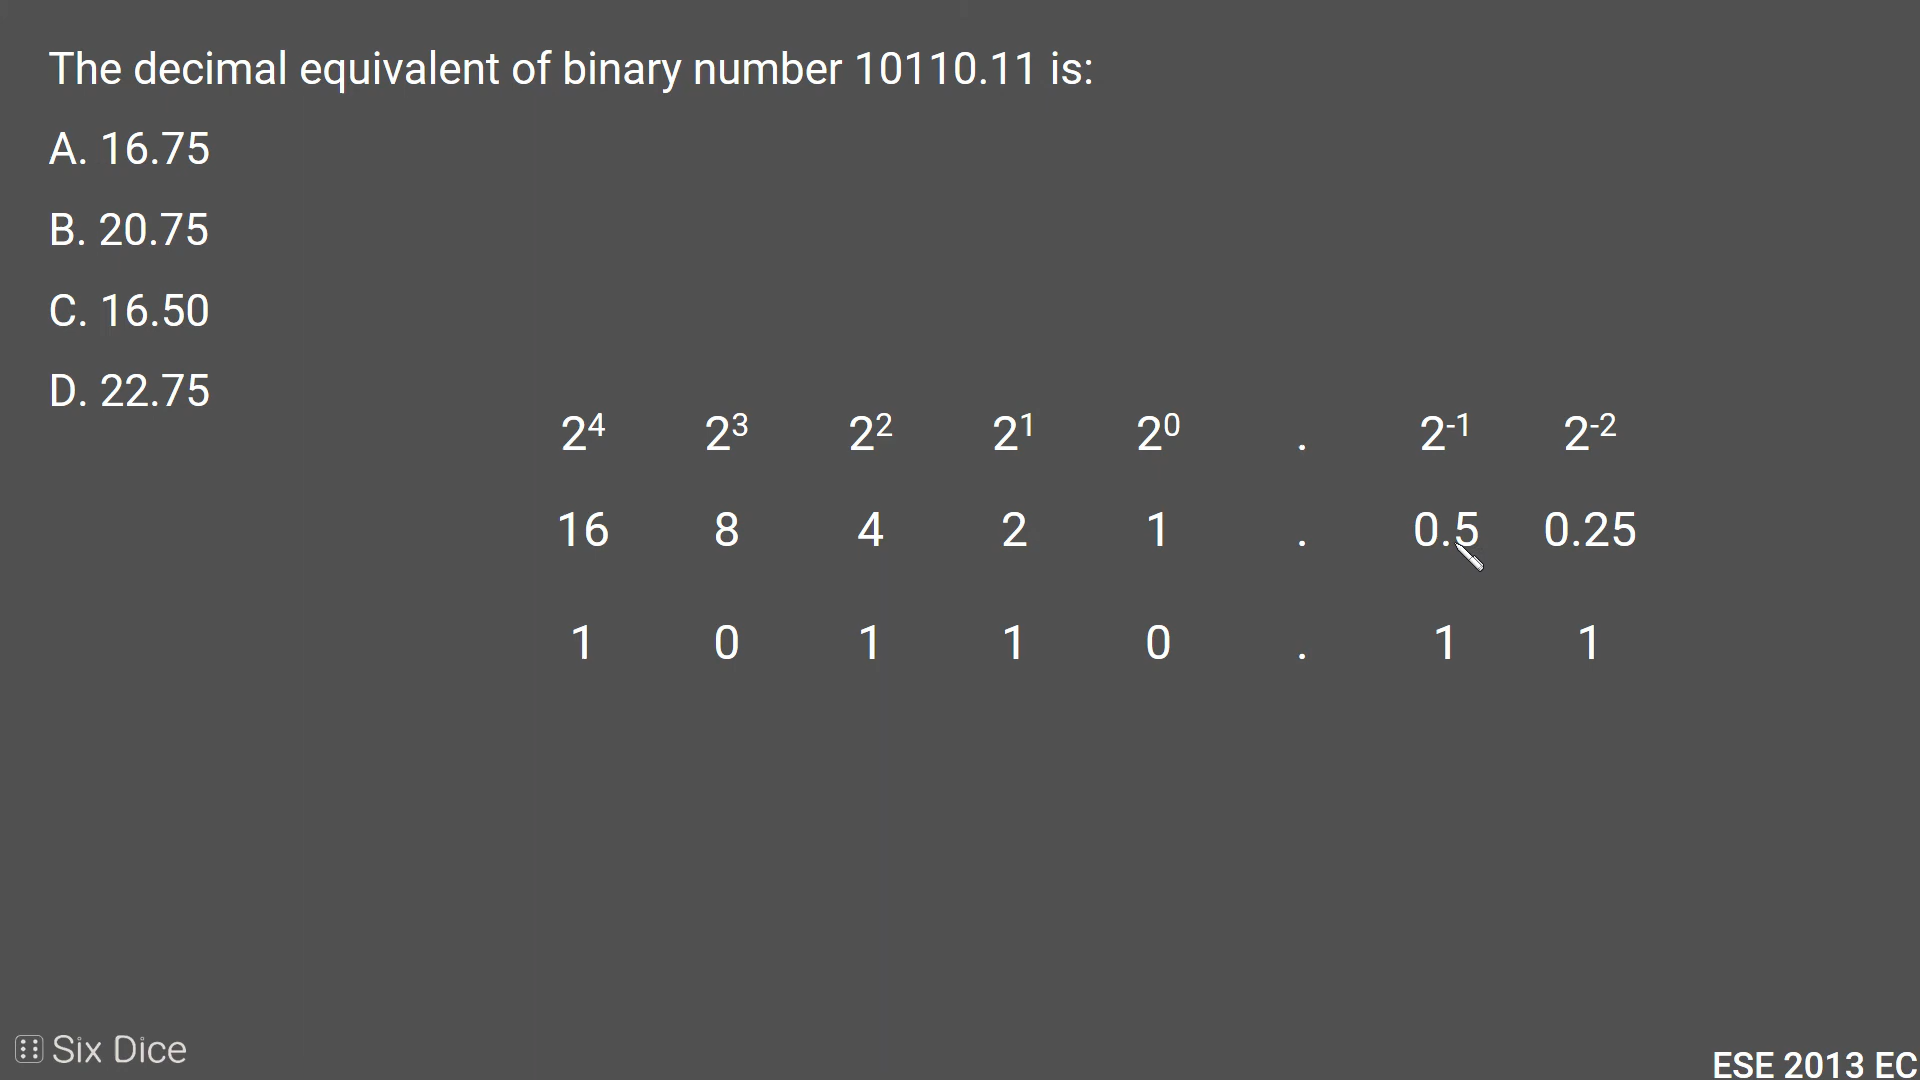 The decimal equivalent of binary number 10110.11 is:
A. 16.75
B. 20.75
C. 16.50
D. 22.75
2⁴ 2³ 2² 2¹ 2⁰ . 2⁻¹ 2⁻²
16 8 4 2 1 . 0.5 0.25
1 0 1 1 0 . 1 1
Six Dice
ESE 2013 EC